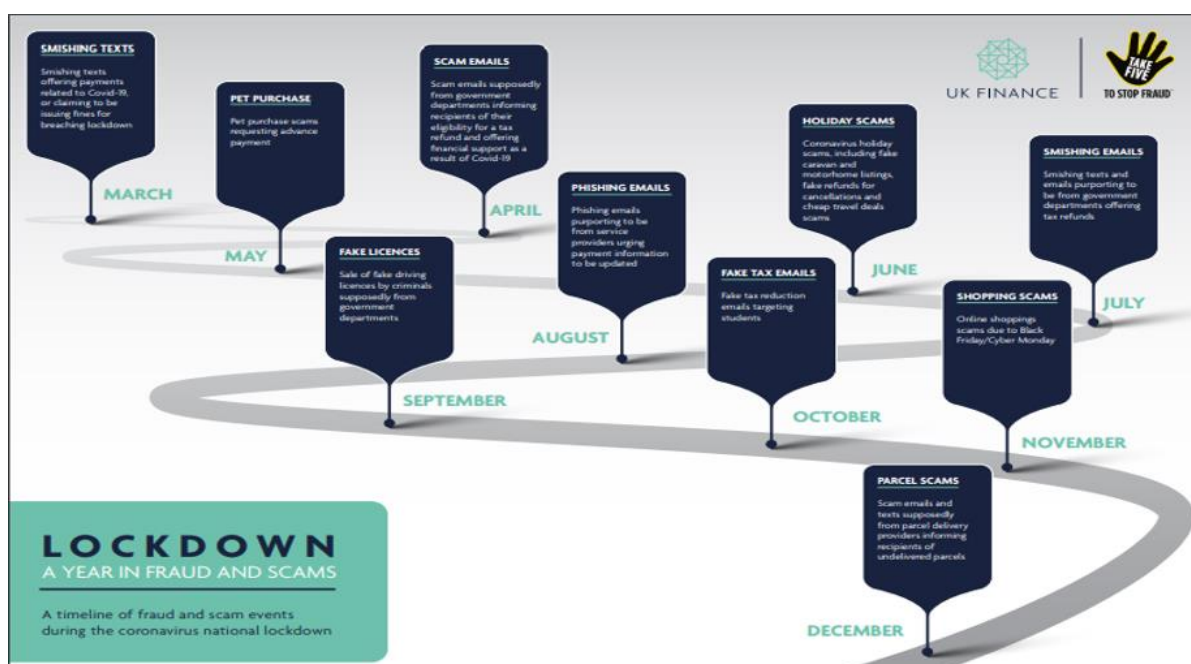 SMISHING TEXTS
Smishing texts
offering payments
related to Covid-19,
or claiming to be
issuing fines for
breaching lockdown
MARCH
SCAM EMAILS
Scam emails supposedly
from government
departments informing
recipients of their
eligibility for a tax
refund and offering
financial support as a
result of Covid-19
APRIL
PET PURCHASE
Pet purchase scams
requesting advance
payment
MAY
HOLIDAY SCAMS
Coronavirus holiday
scams, including fake
caravan and
motorhome listings,
fake refunds for
cancellations and
cheap travel deals
scams
JUNE
SMISHING EMAILS
Smishing texts and
emails purporting to
be from government
departments offering
tax refunds
JULY
PHISHING EMAILS
Phishing emails
purporting to be
from service
providers urging
payment information
to be updated
AUGUST
FAKE LICENCES
Sale of fake driving
licences by criminals
supposedly from
government
departments
SEPTEMBER
FAKE TAX EMAILS
Fake tax reduction
emails targeting
students
OCTOBER
SHOPPING SCAMS
Online shoppings
scams due to Black
Friday/Cyber Monday
NOVEMBER
PARCEL SCAMS
Scam emails and
texts supposedly
from parcel delivery
providers informing
recipients of
undelivered parcels
DECEMBER
UK FINANCE
TAKE
FIVE
TO STOP FRAUD
LOCKDOWN
A YEAR IN FRAUD AND SCAMS
A timeline of fraud and scam events
during the coronavirus national lockdown